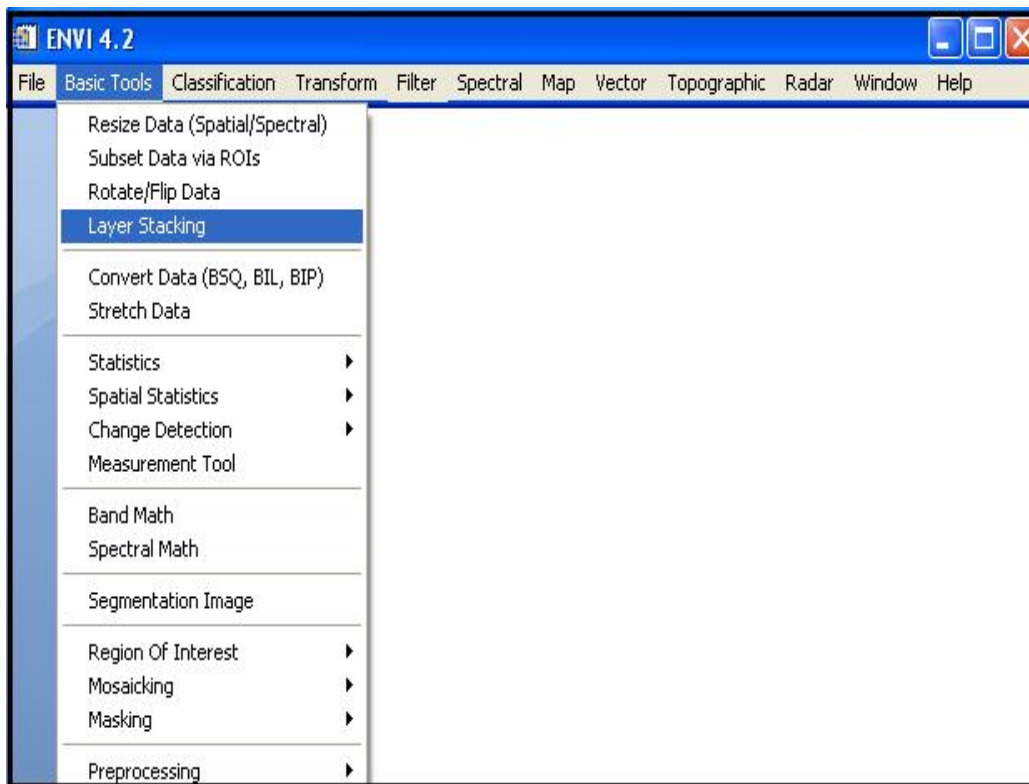 ENVI 4.2
File Basic Tools Classification Transform Filter Spectral Map Vector Topographic Radar Window Help
Resize Data (Spatial/Spectral)
Subset Data via ROIs
Rotate/Flip Data
Layer Stacking
Convert Data (BSQ, BIL, BIP)
Stretch Data
Statistics
Spatial Statistics
Change Detection
Measurement Tool
Band Math
Spectral Math
Segmentation Image
Region Of Interest
Mosaicking
Masking
Preprocessing